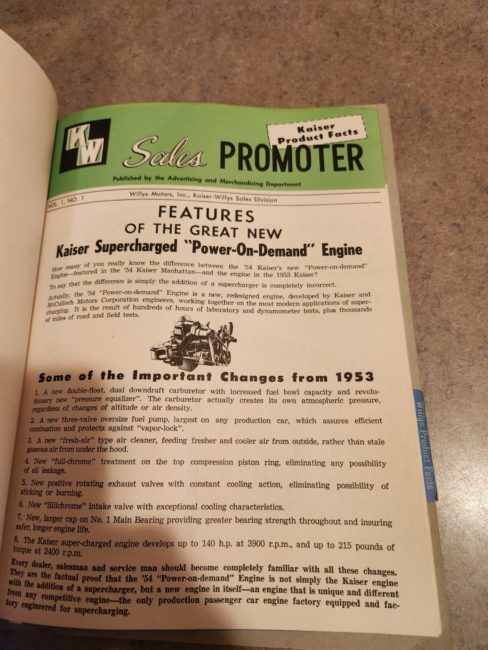 KW
Sales PROMOTER
Kaiser
Product Facts
Published by the Advertising and Merchandising Department
VOL. 1, NO. 1
Willys Motors, Inc., Kaiser-Willys Sales Division
FEATURES
OF THE GREAT NEW
Kaiser Supercharged "Power-On-Demand" Engine
How many of you really know the difference between the '54 Kaiser's new "Power-on-demand"
Engine—featured in the '54 Kaiser Manhattan—and the engine in the 1953 Kaiser?
To say that the difference is simply the addition of a supercharger is completely incorrect.
Actually, the '54 "Power-on-demand" Engine is a new, redesigned engine, developed by Kaiser and
McCulloch Motors Corporation engineers, working together on the most modern applications of super-
charging. It is the result of hundreds of hours of laboratory and dynamometer tests, plus thousands
of miles of road and field tests.
Some of the Important Changes from 1953
1. A new double-float, dual downdraft carburetor with increased fuel bowl capacity and revolu-
tionary new "pressure equalizer". The carburetor actually creates its own atmospheric pressure,
regardless of changes of altitude or air density.
2. A new three-valve oversize fuel pump, largest on any production car, which assures efficient
combustion and protects against "vapor-lock".
3. A new "fresh-air" type air cleaner, feeding fresher and cooler air from outside, rather than stale
gaseous air from under the hood.
4. New "full-chrome" treatment on the top compression piston ring, eliminating any possibility
of oil leakage.
5. New positive rotating exhaust valves with constant cooling action, eliminating possibility of
sticking or burning.
6. New "Silichrome" intake valve with exceptional cooling characteristics.
7. New, larger cap on No. 1 Main Bearing providing greater bearing strength throughout and insuring
safer, longer engine life.
8. The Kaiser super-charged engine develops up to 140 h.p. at 3900 r.p.m., and up to 215 pounds of
torque at 2400 r.p.m.
Every dealer, salesman and service man should become completely familiar with all these changes.
They are the factual proof that the '54 "Power-on-demand" Engine is not simply the Kaiser engine
with the addition of a supercharger, but a new engine in itself—an engine that is unique and different
from any competitive engine—the only production passenger car engine factory equipped and fac-
tory engineered for supercharging.
Willys Product Facts